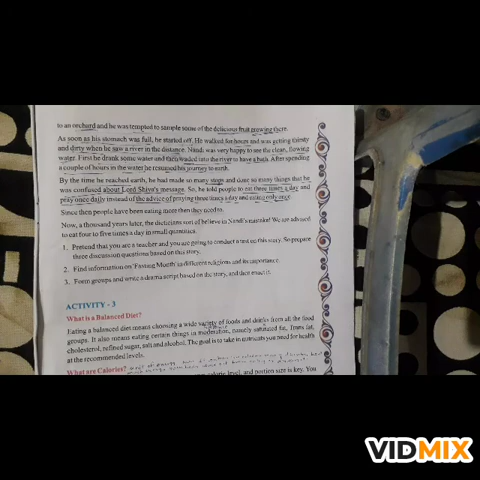 to an orchard and he was tempted to sample some of the delicious fruit growing there.
As soon as his stomach was full, he started off. He walked for hours and was getting thirsty
and dirty when he saw a river in the distance. Nandi was very happy to see the clean, flowing
water. First he drank some water and then waded into the river to have a bath. After spending
a couple of hours in the water he resumed his journey to earth.
By the time he reached earth, he had made so many stops and done so many things that he
was confused about Lord Shiva's message. So, he told people to eat three times a day and
pray once daily instead of the advice of praying three times a day and eating only once.
Since then people have been eating more then they need to.
Now, a thousand years later, the dieticians sort of believe in Nandi's mistake! We are advised
to eat four to five times a day in small quantities.
1. Pretend that you are a teacher and you are going to conduct a test on this story. So prepare
three discussion questions based on this story.
2. Find information on 'Fasting Month' in different religions and its importance.
3. Form groups and write a drama script based on the story, and then enact it.
ACTIVITY - 3
What is a Balanced Diet?
Eating a balanced diet means choosing a wide variety of foods and drinks from all the food
groups. It also means eating certain things in moderation, namely saturated fat, Trans fat,
cholesterol, refined sugar, salt and alcohol. The goal is to take in nutrients you need for health
at the recommended levels.
What are Calories?
calorie level, and portion size is key. You
VIDMIX